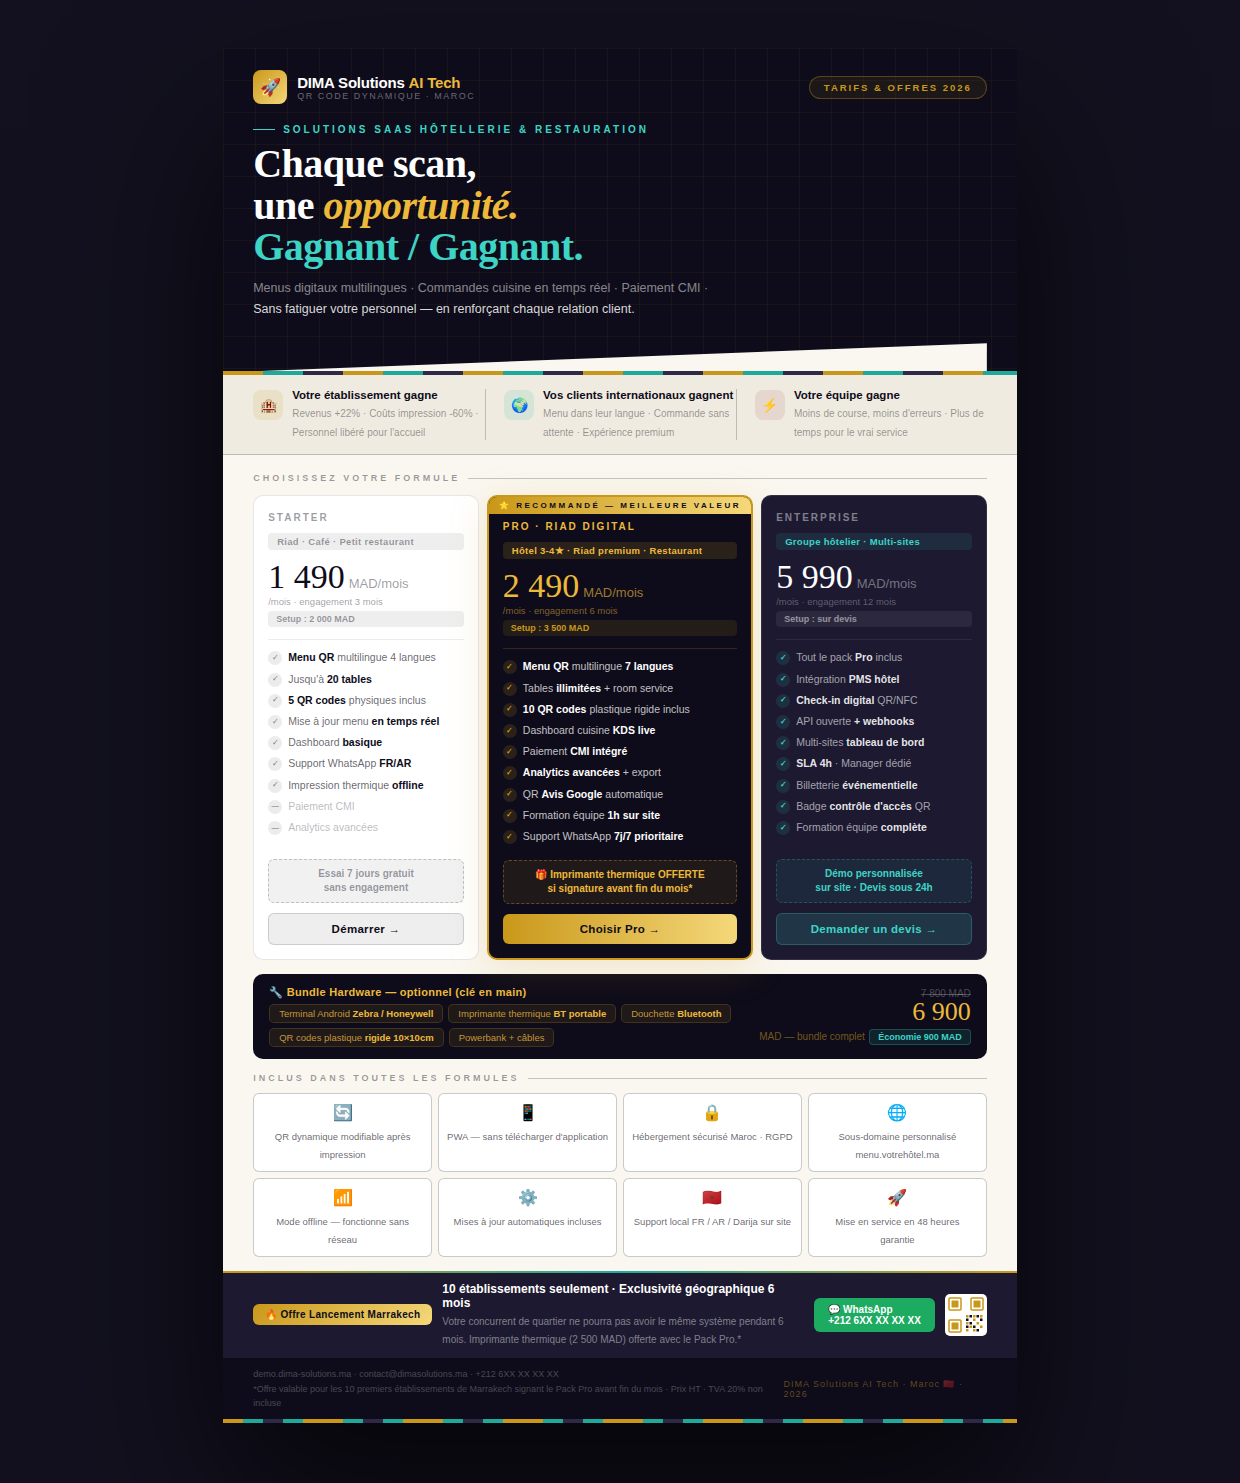 DIMA Solutions AI Tech
QR CODE DYNAMIQUE · MAROC
TARIFS & OFFRES 2026
SOLUTIONS SAAS HÔTELLERIE & RESTAURATION
Chaque scan,
une opportunité.
Gagnant / Gagnant.
Menus digitaux multilingues · Commandes cuisine en temps réel · Paiement CMI ·
Sans fatiguer votre personnel — en renforçant chaque relation client.
Votre établissement gagne
Revenus +22% · Coûts impression -60% ·
Personnel libéré pour l'accueil
Vos clients internationaux gagnent
Menu dans leur langue · Commande sans
attente · Expérience premium
Votre équipe gagne
Moins de course, moins d'erreurs · Plus de
temps pour le vrai service
CHOISISSEZ VOTRE FORMULE
STARTER
Riad · Café · Petit restaurant
1 490 MAD/mois
/mois · engagement 3 mois
Setup : 2 000 MAD
Menu QR multilingue 4 langues
Jusqu'à 20 tables
5 QR codes physiques inclus
Mise à jour menu en temps réel
Dashboard basique
Support WhatsApp FR/AR
Impression thermique offline
Paiement CMI
Analytics avancées
Essai 7 jours gratuit
sans engagement
Démarrer →
⭐ RECOMMANDÉ — MEILLEURE VALEUR
PRO · RIAD DIGITAL
Hôtel 3-4★ · Riad premium · Restaurant
2 490 MAD/mois
/mois · engagement 6 mois
Setup : 3 500 MAD
Menu QR multilingue 7 langues
Tables illimitées + room service
10 QR codes plastique rigide inclus
Dashboard cuisine KDS live
Paiement CMI intégré
Analytics avancées + export
QR Avis Google automatique
Formation équipe 1h sur site
Support WhatsApp 7j/7 prioritaire
🎁 Imprimante thermique OFFERTE
si signature avant fin du mois*
Choisir Pro →
ENTERPRISE
Groupe hôtelier · Multi-sites
5 990 MAD/mois
/mois · engagement 12 mois
Setup : sur devis
Tout le pack Pro inclus
Intégration PMS hôtel
Check-in digital QR/NFC
API ouverte + webhooks
Multi-sites tableau de bord
SLA 4h · Manager dédié
Billetterie événementielle
Badge contrôle d'accès QR
Formation équipe complète
Démo personnalisée
sur site · Devis sous 24h
Demander un devis →
🔧 Bundle Hardware — optionnel (clé en main)
Terminal Android Zebra / Honeywell
Imprimante thermique BT portable
Douchette Bluetooth
QR codes plastique rigide 10×10cm
Powerbank + câbles
7 800 MAD
6 900
MAD — bundle complet Économie 900 MAD
INCLUS DANS TOUTES LES FORMULES
QR dynamique modifiable après
impression
PWA — sans télécharger d'application
Hébergement sécurisé Maroc · RGPD
Sous-domaine personnalisé
menu.votrehôtel.ma
Mode offline — fonctionne sans
réseau
Mises à jour automatiques incluses
Support local FR / AR / Darija sur site
Mise en service en 48 heures
garantie
🔥 Offre Lancement Marrakech
10 établissements seulement · Exclusivité géographique 6
mois
Votre concurrent de quartier ne pourra pas avoir le même système pendant 6
mois. Imprimante thermique (2 500 MAD) offerte avec le Pack Pro.*
💬 WhatsApp
+212 6XX XX XX XX
demo.dima-solutions.ma · contact@dimasolutions.ma · +212 6XX XX XX XX
*Offre valable pour les 10 premiers établissements de Marrakech signant le Pack Pro avant fin du mois · Prix HT · TVA 20% non
incluse
DIMA Solutions AI Tech · Maroc 🇲🇦 ·
2026